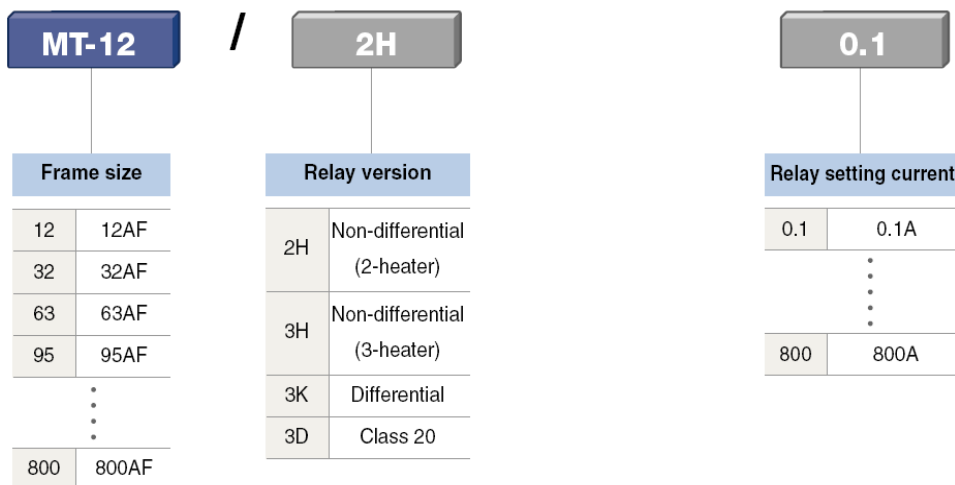 MT-12 / 2H 0.1
Frame size
12 12AF
32 32AF
63 63AF
95 95AF
800 800AF
Relay version
2H Non-differential
(2-heater)
3H Non-differential
(3-heater)
3K Differential
3D Class 20
Relay setting current
0.1 0.1A
800 800A